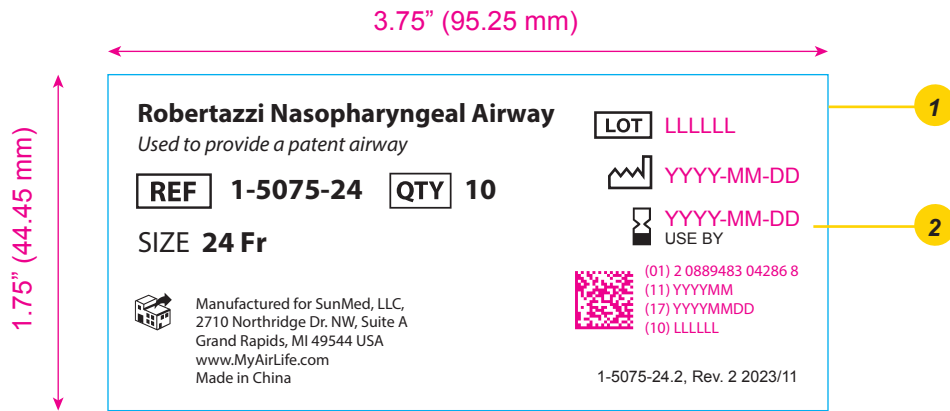 3.75” (95.25 mm)
1.75” (44.45 mm)
Robertazzi Nasopharyngeal Airway
Used to provide a patent airway
REF 1-5075-24 QTY 10
SIZE 24 Fr
LOT LLLLLL
YYYY-MM-DD
YYYY-MM-DD
USE BY
1
2
(01) 2 0889483 04286 8
(11) YYYYMM
(17) YYYYMMDD
(10) LLLLLL
Manufactured for SunMed, LLC,
2710 Northridge Dr. NW, Suite A
Grand Rapids, MI 49544 USA
www.MyAirLife.com
Made in China
1-5075-24.2, Rev. 2 2023/11